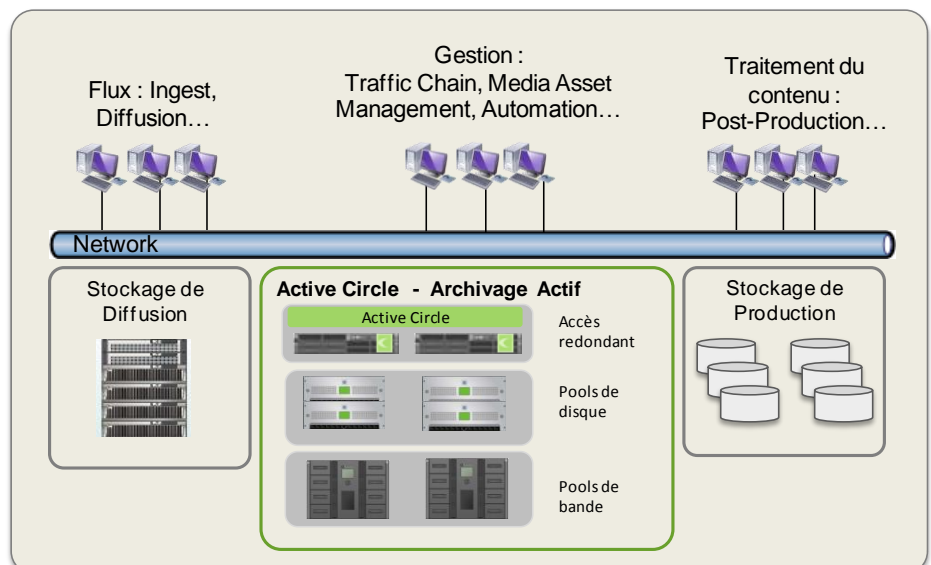 Flux : Ingest,
Diffusion…
Gestion :
Traffic Chain, Media Asset
Management, Automation…
Traitement du
contenu :
Post-Production…
Network
Stockage de
Diffusion
Active Circle - Archivage Actif
Active Circle
Accès
redondant
Pools de
disque
Pools de
bande
Stockage de
Production